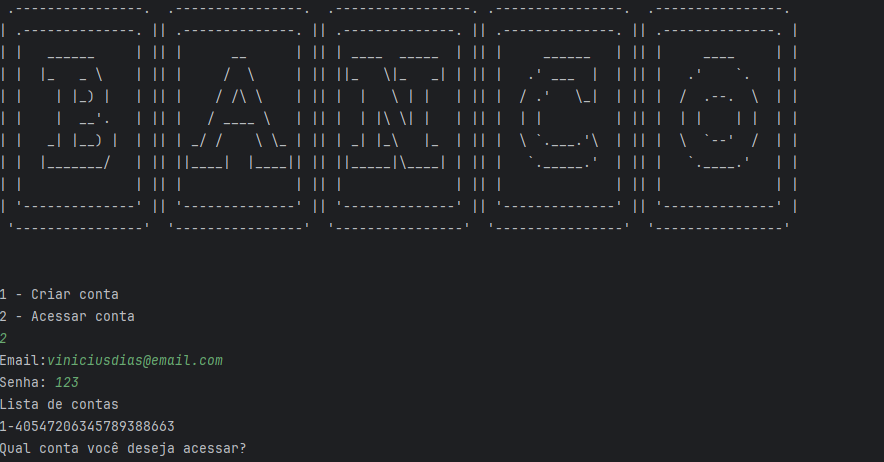 BANCO
1 - Criar conta
2 - Acessar conta
2
Email:viniciusdias@email.com
Senha: 123
Lista de contas
1-40547206345789388663
Qual conta você deseja acessar?